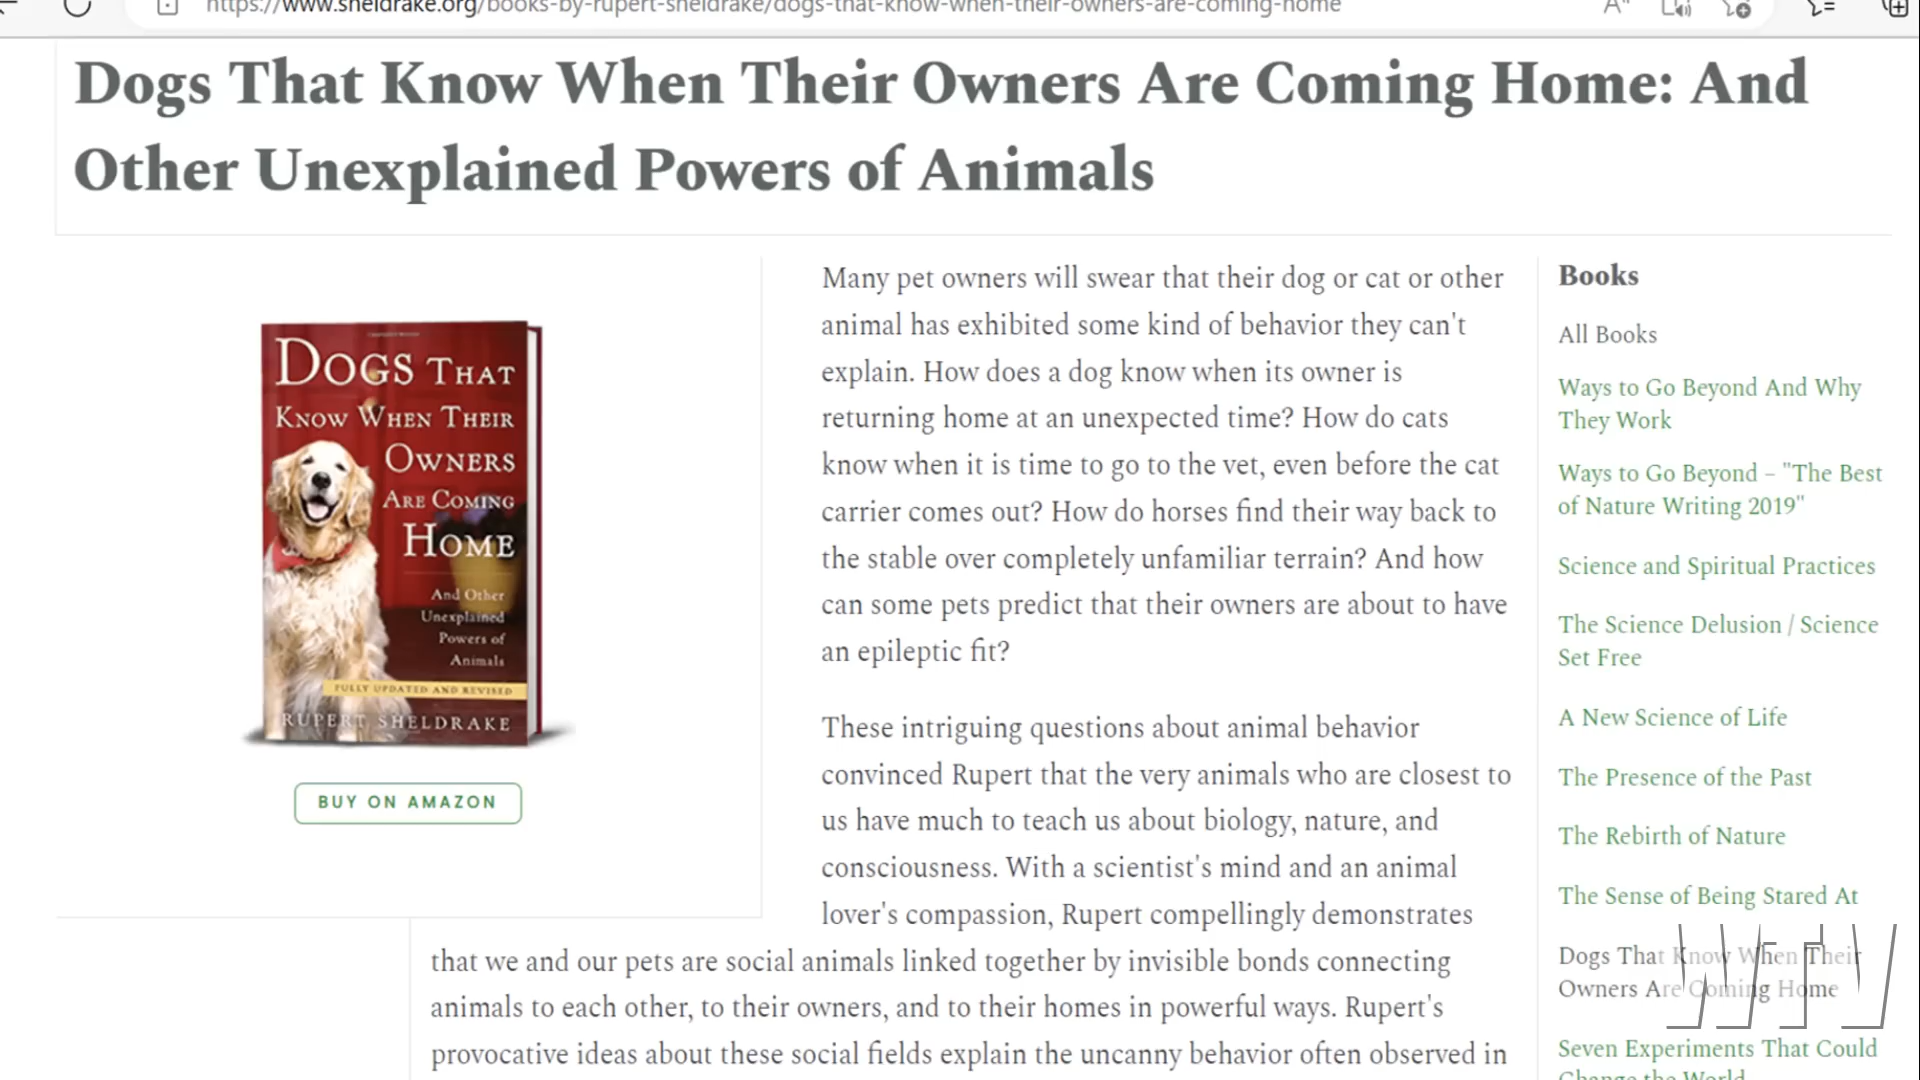 https://www.sheldrake.org/books-by-rupert-sheldrake/dogs-that-know-when-their-owners-are-coming-home
Dogs That Know When Their Owners Are Coming Home: And
Other Unexplained Powers of Animals
DOGS THAT
KNOW WHEN THEIR
OWNERS
ARE COMING
HOME
And Other
Unexplained
Powers of
Animals
FULLY UPDATED AND REVISED
RUPERT SHELDRAKE
BUY ON AMAZON
Many pet owners will swear that their dog or cat or other
animal has exhibited some kind of behavior they can't
explain. How does a dog know when its owner is
returning home at an unexpected time? How do cats
know when it is time to go to the vet, even before the cat
carrier comes out? How do horses find their way back to
the stable over completely unfamiliar terrain? And how
can some pets predict that their owners are about to have
an epileptic fit?
These intriguing questions about animal behavior
convinced Rupert that the very animals who are closest to
us have much to teach us about biology, nature, and
consciousness. With a scientist's mind and an animal
lover's compassion, Rupert compellingly demonstrates
that we and our pets are social animals linked together by invisible bonds connecting
animals to each other, to their owners, and to their homes in powerful ways. Rupert's
provocative ideas about these social fields explain the uncanny behavior often observed in
Books
All Books
Ways to Go Beyond And Why
They Work
Ways to Go Beyond – "The Best
of Nature Writing 2019"
Science and Spiritual Practices
The Science Delusion / Science
Set Free
A New Science of Life
The Presence of the Past
The Rebirth of Nature
The Sense of Being Stared At
Dogs That Know When Their
Owners Are Coming Home
Seven Experiments That Could
Change the World
WTV